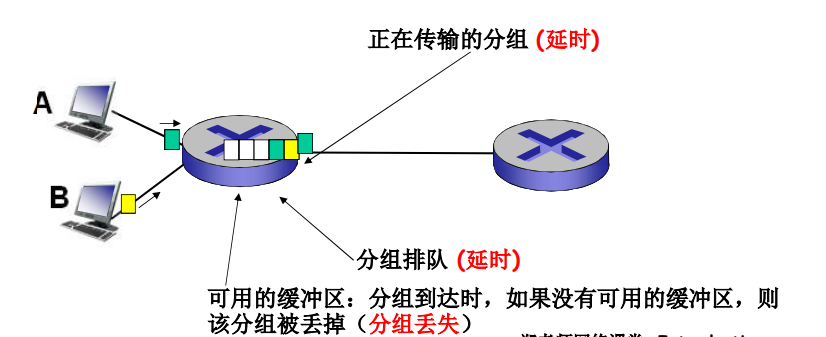 正在传输的分组 (延时)
A
B
分组排队 (延时)
可用的缓冲区：分组到达时，如果没有可用的缓冲区，则
该分组被丢掉（分组丢失）